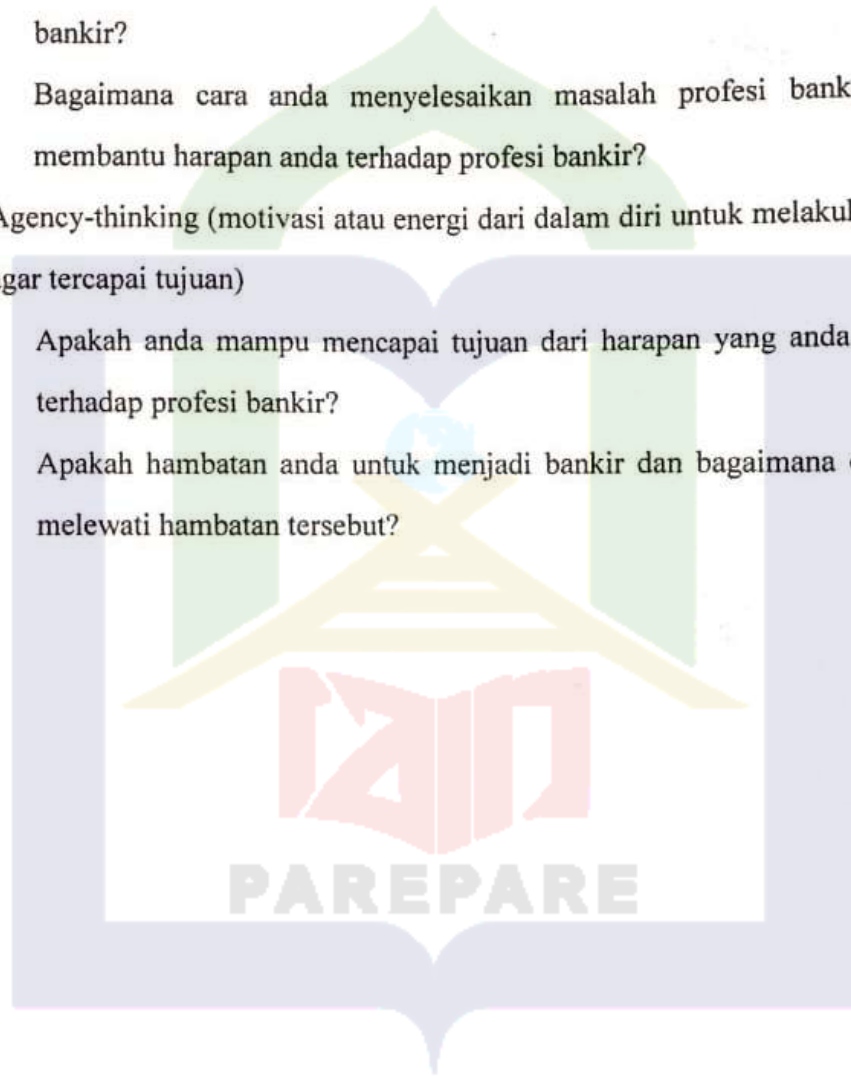 bankir?
Bagaimana cara anda menyelesaikan masalah profesi bank
membantu harapan anda terhadap profesi bankir?
Agency-thinking (motivasi atau energi dari dalam diri untuk melakuk
gar tercapai tujuan)
Apakah anda mampu mencapai tujuan dari harapan yang anda
terhadap profesi bankir?
Apakah hambatan anda untuk menjadi bankir dan bagaimana
melewati hambatan tersebut?
iain
PAREPARE